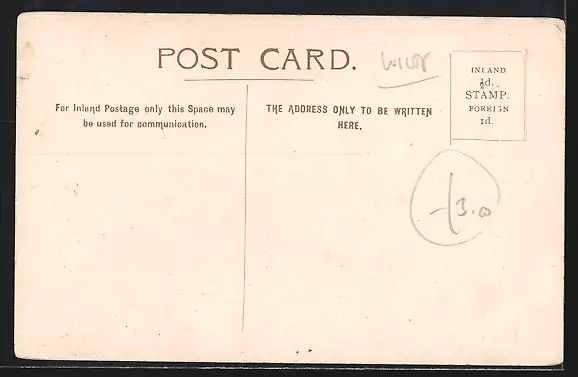 POST CARD.
For Inland Postage only this Space may
be used for communication.
THE ADDRESS ONLY TO BE WRITTEN
HERE.
INLAND
½d.
STAMP.
FOREIGN
1d.